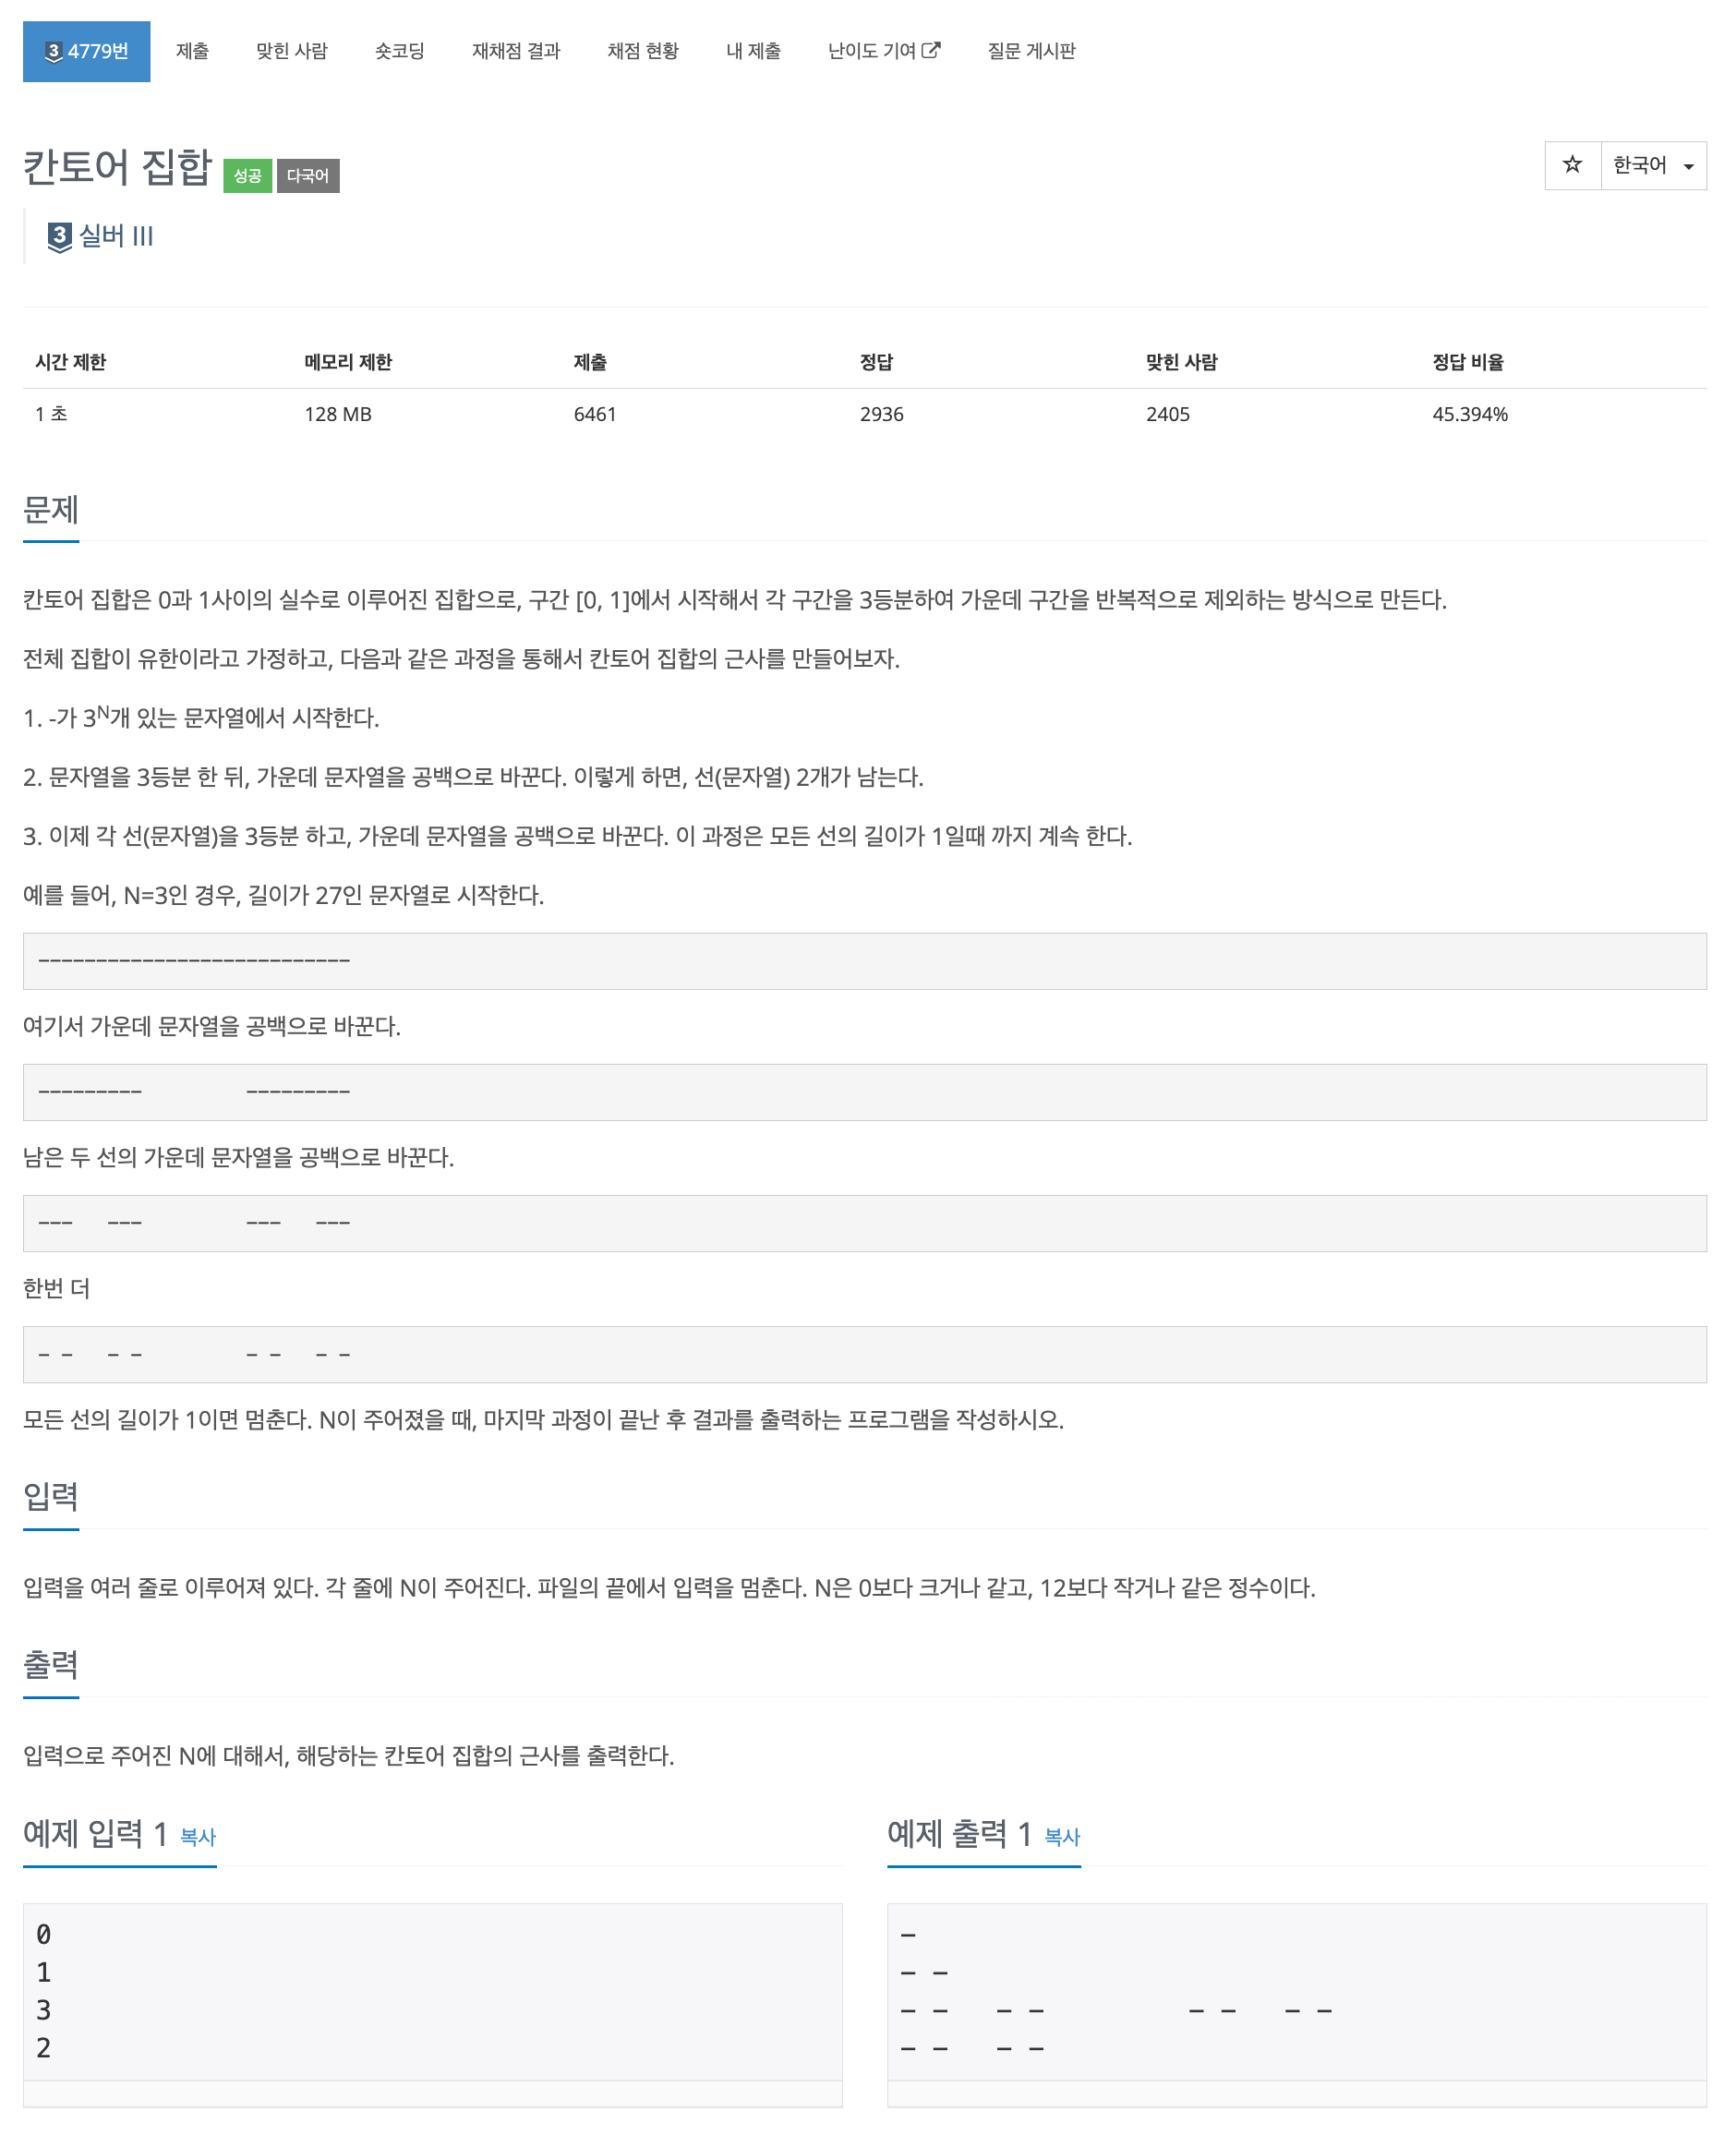 3 4779번 제출 맞힌 사람 숏코딩 재채점 결과 채점 현황 내 제출 난이도 기여 질문 게시판
칸토어 집합 성공 다국어
한국어
3 실버 III
시간 제한 메모리 제한 제출 정답 맞힌 사람 정답 비율
1 초 128 MB 6461 2936 2405 45.394%
문제
칸토어 집합은 0과 1사이의 실수로 이루어진 집합으로, 구간 [0, 1]에서 시작해서 각 구간을 3등분하여 가운데 구간을 반복적으로 제외하는 방식으로 만든다.
전체 집합이 유한이라고 가정하고, 다음과 같은 과정을 통해서 칸토어 집합의 근사를 만들어보자.
1. -가 3^N개 있는 문자열에서 시작한다.
2. 문자열을 3등분 한 뒤, 가운데 문자열을 공백으로 바꾼다. 이렇게 하면, 선(문자열) 2개가 남는다.
3. 이제 각 선(문자열)을 3등분 하고, 가운데 문자열을 공백으로 바꾼다. 이 과정은 모든 선의 길이가 1일때 까지 계속 한다.
예를 들어, N=3인 경우, 길이가 27인 문자열로 시작한다.
---------------------------
여기서 가운데 문자열을 공백으로 바꾼다.
---------         ---------
남은 두 선의 가운데 문자열을 공백으로 바꾼다.
---   ---         ---   ---
한번 더
- -   - -         - -   - -
모든 선의 길이가 1이면 멈춘다. N이 주어졌을 때, 마지막 과정이 끝난 후 결과를 출력하는 프로그램을 작성하시오.
입력
입력을 여러 줄로 이루어져 있다. 각 줄에 N이 주어진다. 파일의 끝에서 입력을 멈춘다. N은 0보다 크거나 같고, 12보다 작거나 같은 정수이다.
출력
입력으로 주어진 N에 대해서, 해당하는 칸토어 집합의 근사를 출력한다.
예제 입력 1 복사
0
1
3
2
예제 출력 1 복사
-
- -
- -   - -         - -   - -
- -   - -